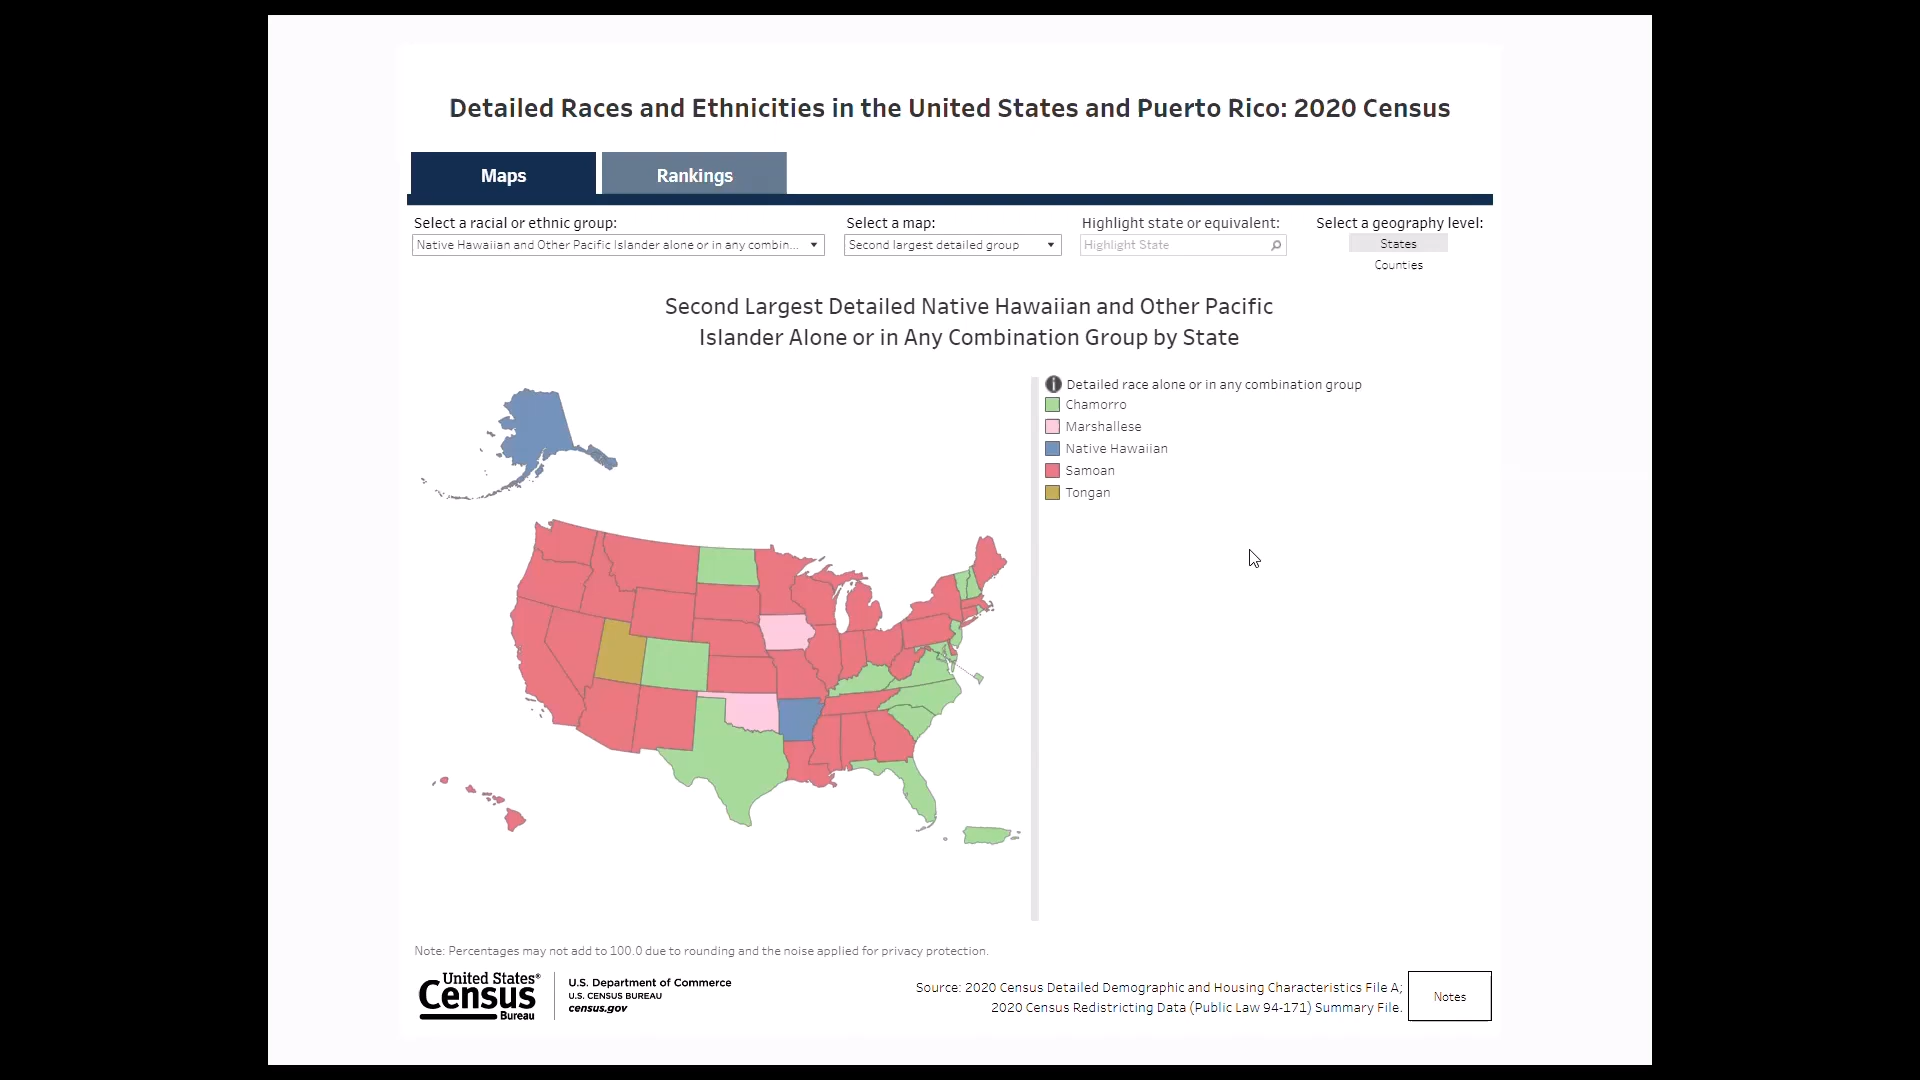 Detailed Races and Ethnicities in the United States and Puerto Rico: 2020 Census
Maps
Rankings
Select a racial or ethnic group:
Native Hawaiian and Other Pacific Islander alone or in any combin...
Select a map:
Second largest detailed group
Highlight state or equivalent:
Highlight State
Select a geography level:
States
Counties
Second Largest Detailed Native Hawaiian and Other Pacific
Islander Alone or in Any Combination Group by State
Detailed race alone or in any combination group
Chamorro
Marshallese
Native Hawaiian
Samoan
Tongan
Note: Percentages may not add to 100.0 due to rounding and the noise applied for privacy protection.
United States®
Census
Bureau
U.S. Department of Commerce
U.S. CENSUS BUREAU
census.gov
Source: 2020 Census Detailed Demographic and Housing Characteristics File A;
2020 Census Redistricting Data (Public Law 94-171) Summary File.
Notes